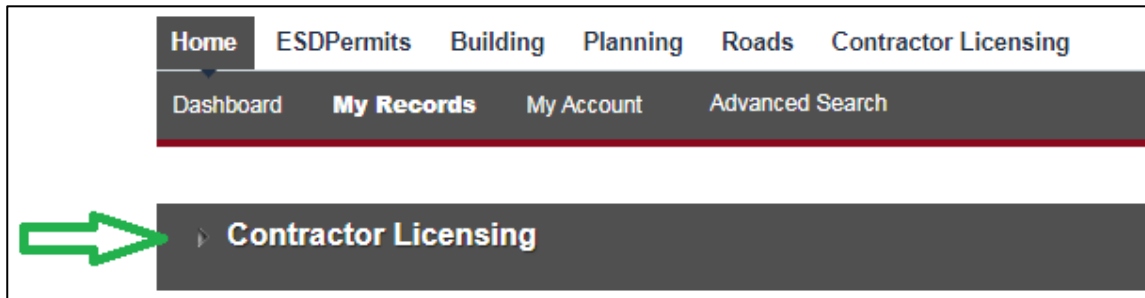 Home ESDPermits Building Planning Roads Contractor Licensing
Dashboard My Records My Account Advanced Search
Contractor Licensing